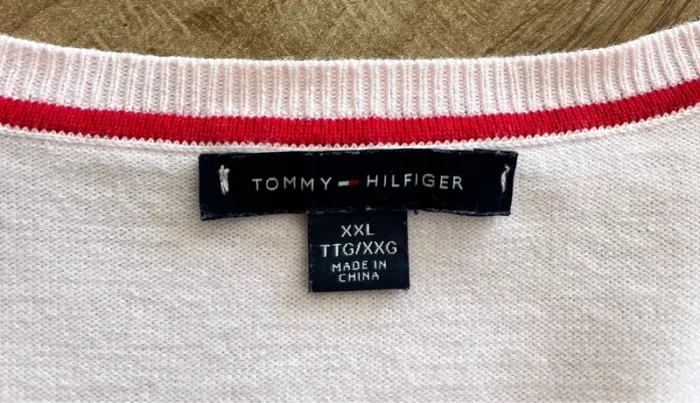 TOMMY HILFIGER
XXL
TTG/XXG
MADE IN
CHINA